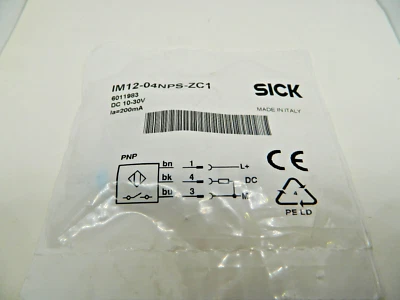 IM12-04NPS-ZC1
6011983
DC 10-30V
Ia=200mA
SICK
MADE IN ITALY
PNP
bn 1 L+
bk 4 DC
bu 3 M
CE
4
PE LD